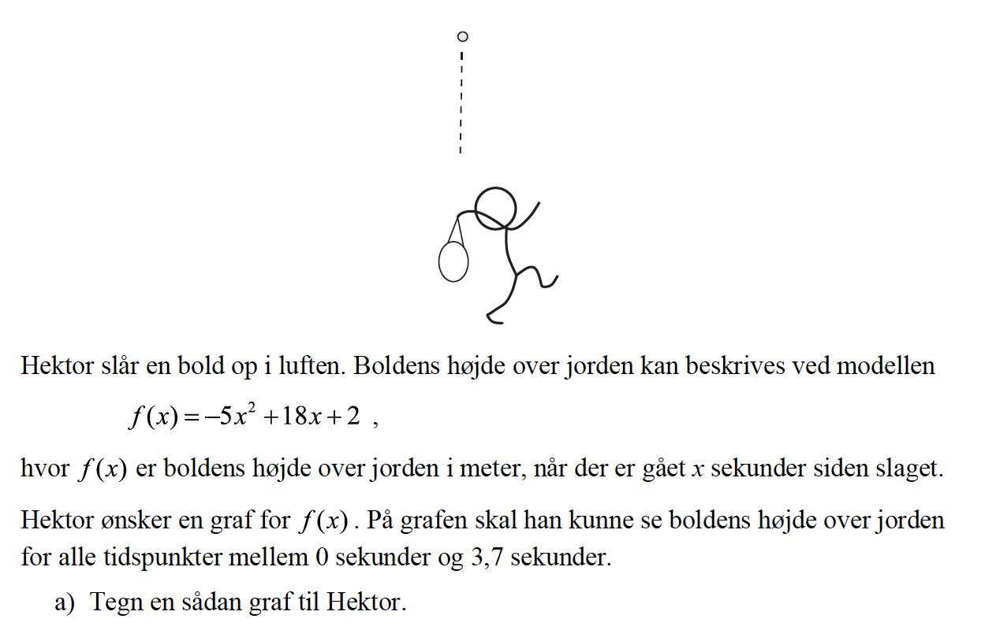 Hektor slår en bold op i luften. Boldens højde over jorden kan beskrives ved modellen
f(x) = −5x² +18x + 2 ,
hvor f(x) er boldens højde over jorden i meter, når der er gået x sekunder siden slaget.
Hektor ønsker en graf for f(x). På grafen skal han kunne se boldens højde over jorden
for alle tidspunkter mellem 0 sekunder og 3,7 sekunder.
a) Tegn en sådan graf til Hektor.